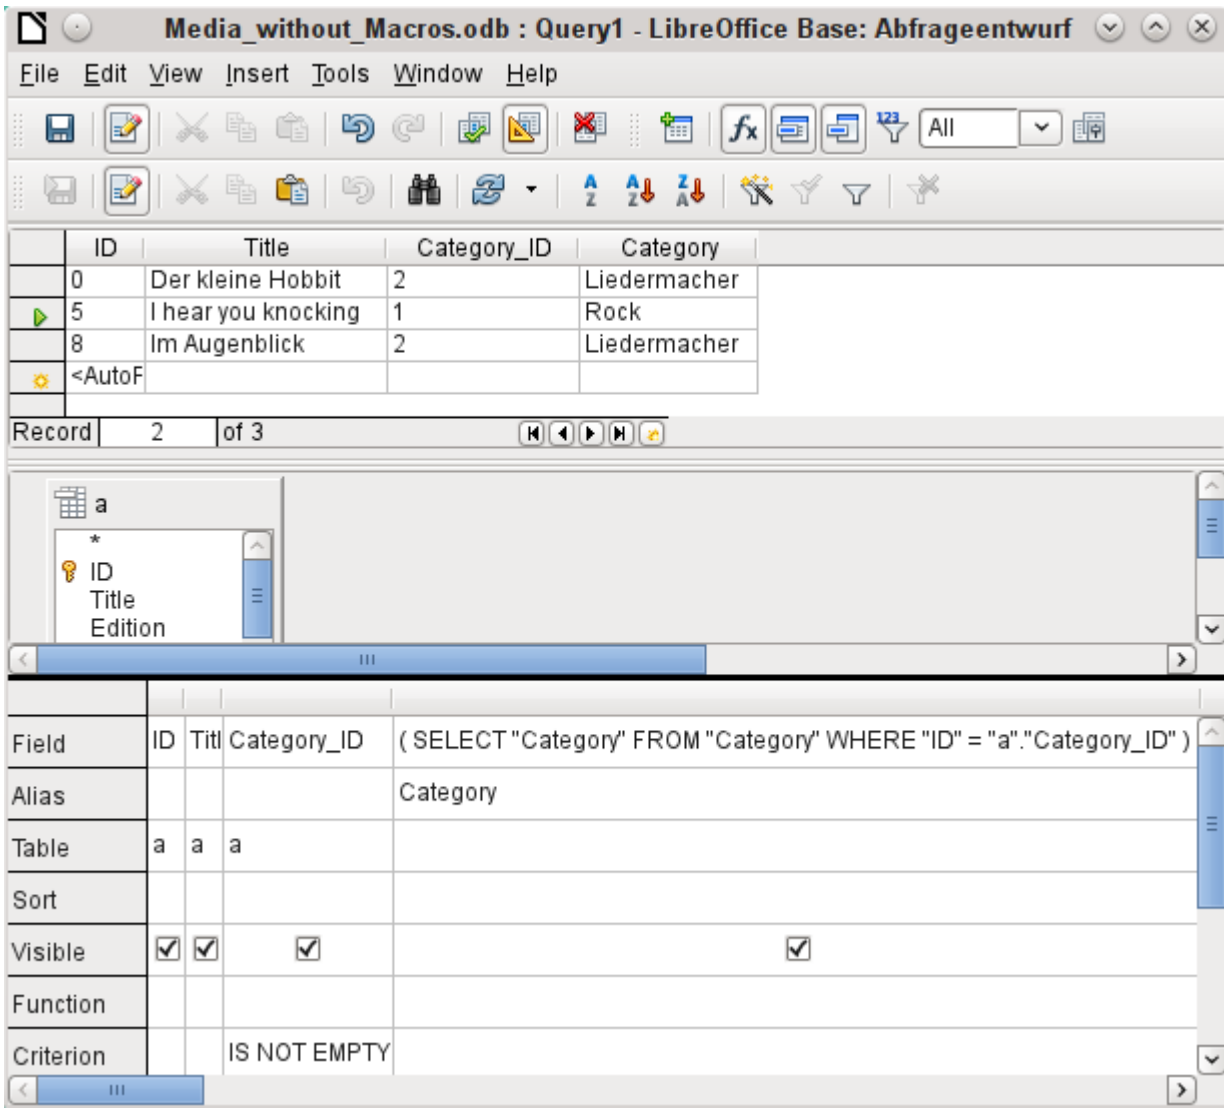 Media_without_Macros.odb : Query1 - LibreOffice Base: Abfrageentwurf
File Edit View Insert Tools Window Help
fx 123 All
A Z A Z Z A
ID Title Category_ID Category
0 Der kleine Hobbit 2 Liedermacher
5 I hear you knocking 1 Rock
8 Im Augenblick 2 Liedermacher
<AutoF
Record 2 of 3
a
*
ID
Title
Edition
Field ID Titl Category_ID ( SELECT "Category" FROM "Category" WHERE "ID" = "a"."Category_ID" )
Alias Category
Table a a a
Sort
Visible
Function
Criterion IS NOT EMPTY